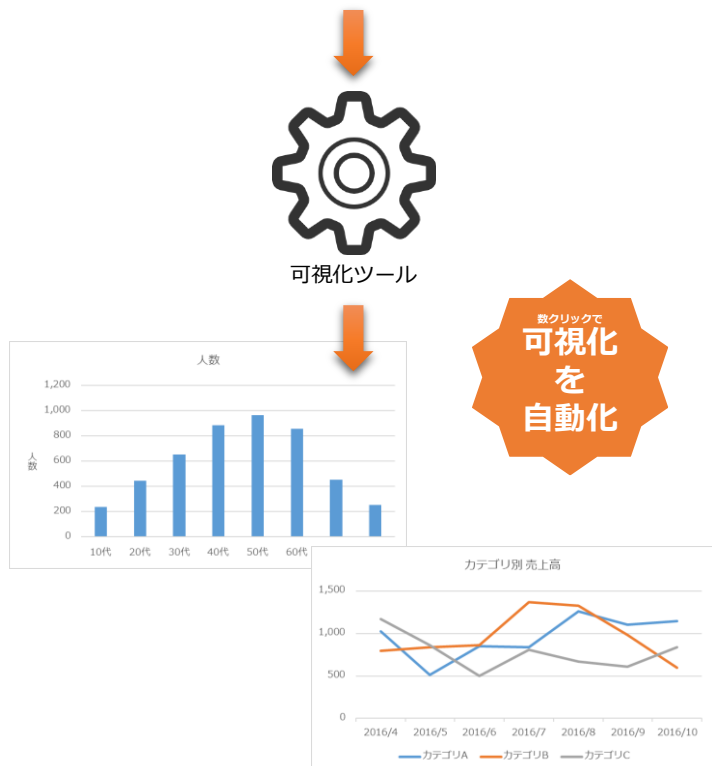 可視化ツール
数クリックで
可視化
を
自動化
人数
1,200
1,000
800
600
400
200
0
人数
10代
20代
30代
40代
50代
60代
カテゴリ別 売上高
1,500
1,000
500
0
2016/4
2016/5
2016/6
2016/7
2016/8
2016/9
2016/10
カテゴリA
カテゴリB
カテゴリC